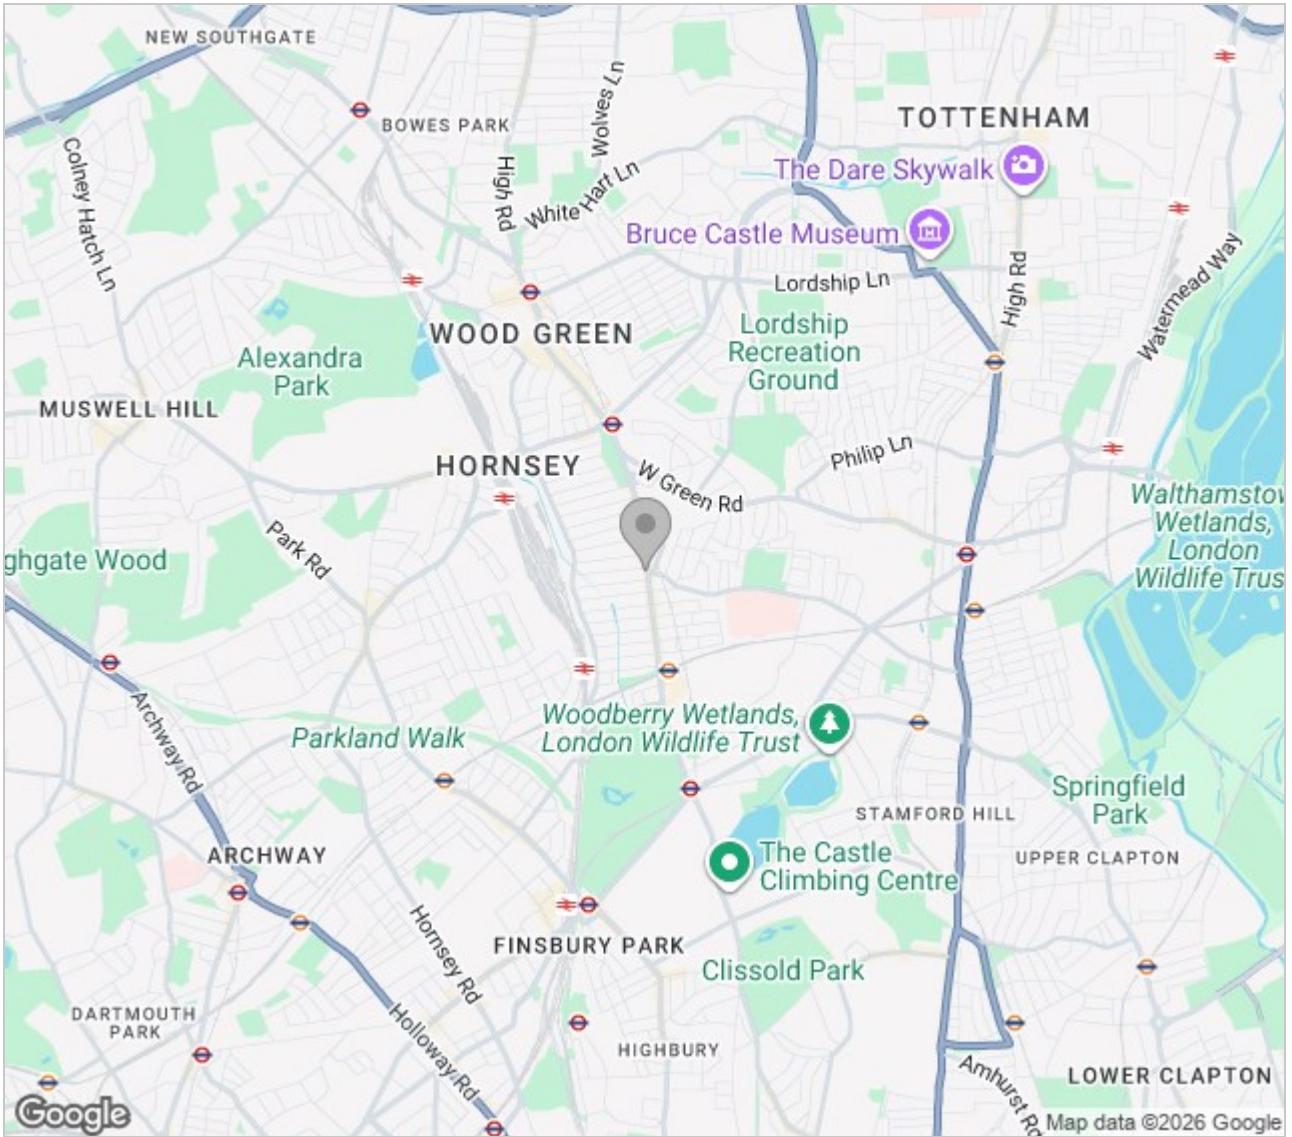 NEW SOUTHGATE
BOWES PARK
Wolves Ln
TOTTENHAM
Colney Hatch Ln
High Rd
White Hart Ln
The Dare Skywalk
Bruce Castle Museum
Lordship Ln
High Rd
Watermead Way
WOOD GREEN
Lordship
Recreation
Ground
Alexandra
Park
MUSWELL HILL
HORNSEY
Philip Ln
W Green Rd
Walthamstow
Wetlands,
London
Wildlife Trus
ghgate Wood
Park Rd
Archway Rd
Parkland Walk
Woodberry Wetlands,
London Wildlife Trust
Springfield
Park
STAMFORD HILL
ARCHWAY
The Castle
Climbing Centre
UPPER CLAPTON
Hornsey Rd
FINSBURY PARK
Clissold Park
DARTMOUTH
PARK
Holloway Rd
HIGHBURY
Amhurst Rd
LOWER CLAPTON
Google
Map data ©2026 Google